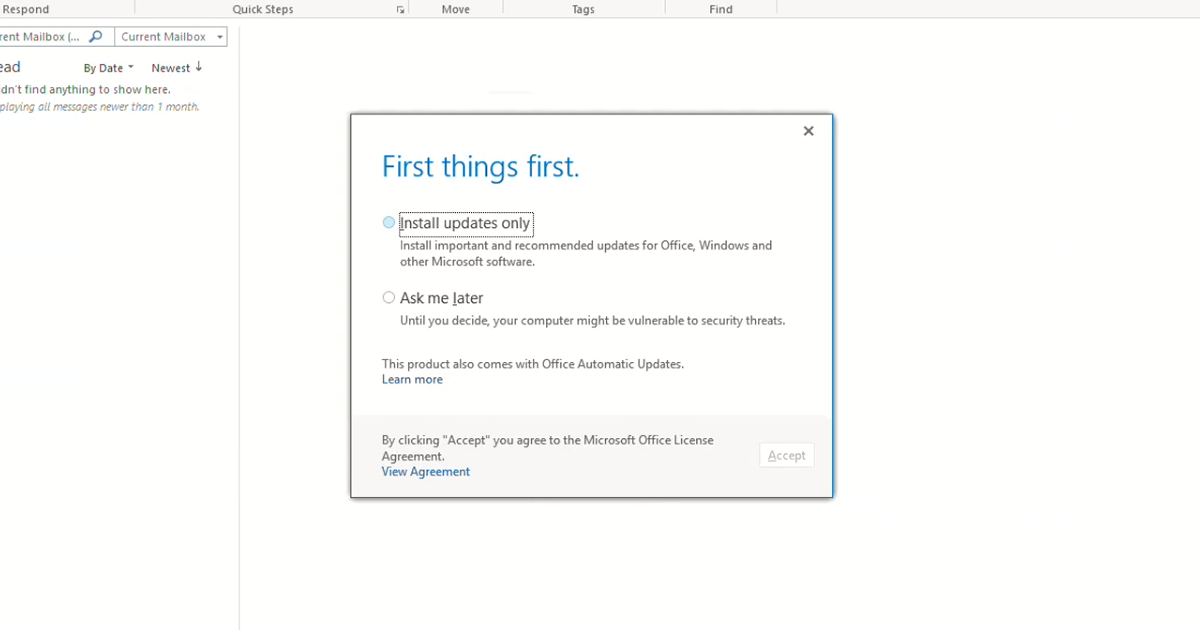 Respond Quick Steps Move Tags Find
rent Mailbox (... Current Mailbox
ead By Date Newest ↓
dn't find anything to show here.
playing all messages newer than 1 month.
First things first.
Install updates only
Install important and recommended updates for Office, Windows and
other Microsoft software.
Ask me later
Until you decide, your computer might be vulnerable to security threats.
This product also comes with Office Automatic Updates.
Learn more
By clicking "Accept" you agree to the Microsoft Office License
Agreement.
View Agreement
Accept